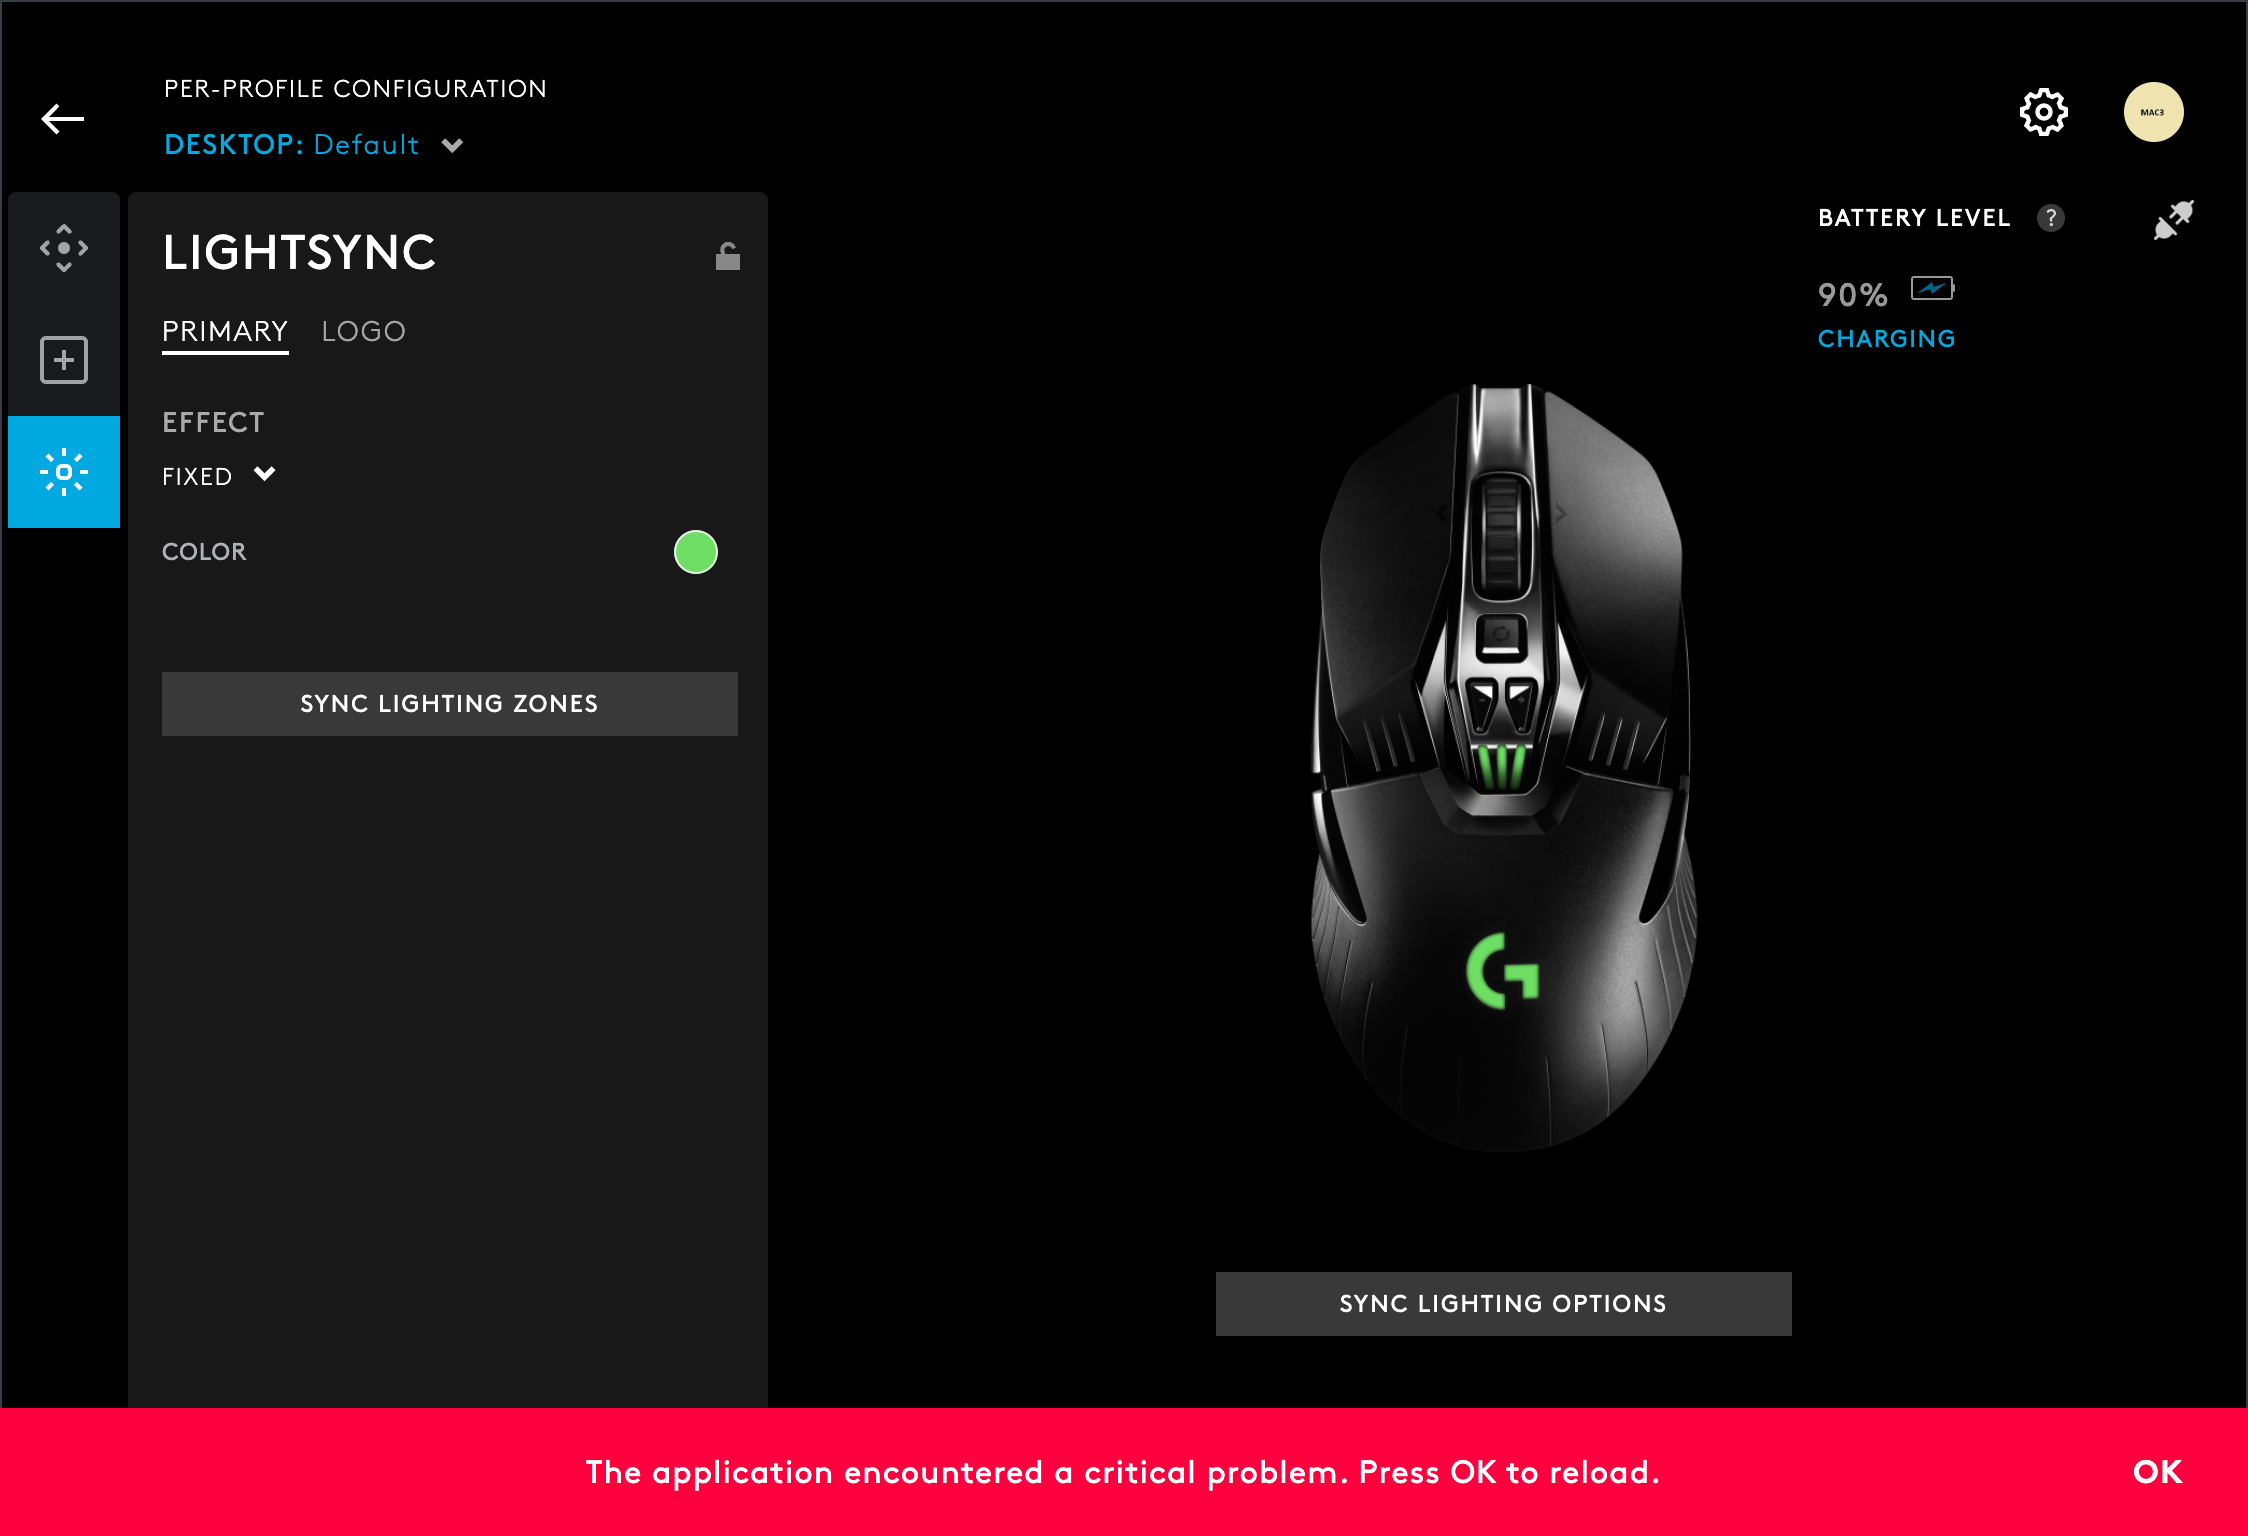 PER-PROFILE CONFIGURATION
DESKTOP: Default
MAC3
LIGHTSYNC
PRIMARY LOGO
EFFECT
FIXED
COLOR
SYNC LIGHTING ZONES
BATTERY LEVEL ?
90%
CHARGING
SYNC LIGHTING OPTIONS
The application encountered a critical problem. Press OK to reload.
OK